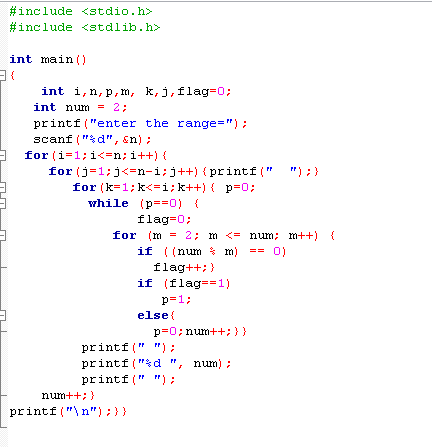 #include <stdio.h>
#include <stdlib.h>
int main()
{
int i,n,p,m, k,j,flag=0;
int num = 2;
printf("enter the range=");
scanf("%d",&n);
for(i=1;i<=n;i++){
for(j=1;j<=n-i;j++){printf("  ");}
for(k=1;k<=i;k++){ p=0;
while (p==0) {
flag=0;
for (m = 2; m <= num; m++) {
if ((num % m) == 0)
flag++;}
if (flag==1)
p=1;
else{
p=0;num++;}}
printf(" ");
printf("%d ", num);
printf(" ");
num++;}
printf("\n");}}